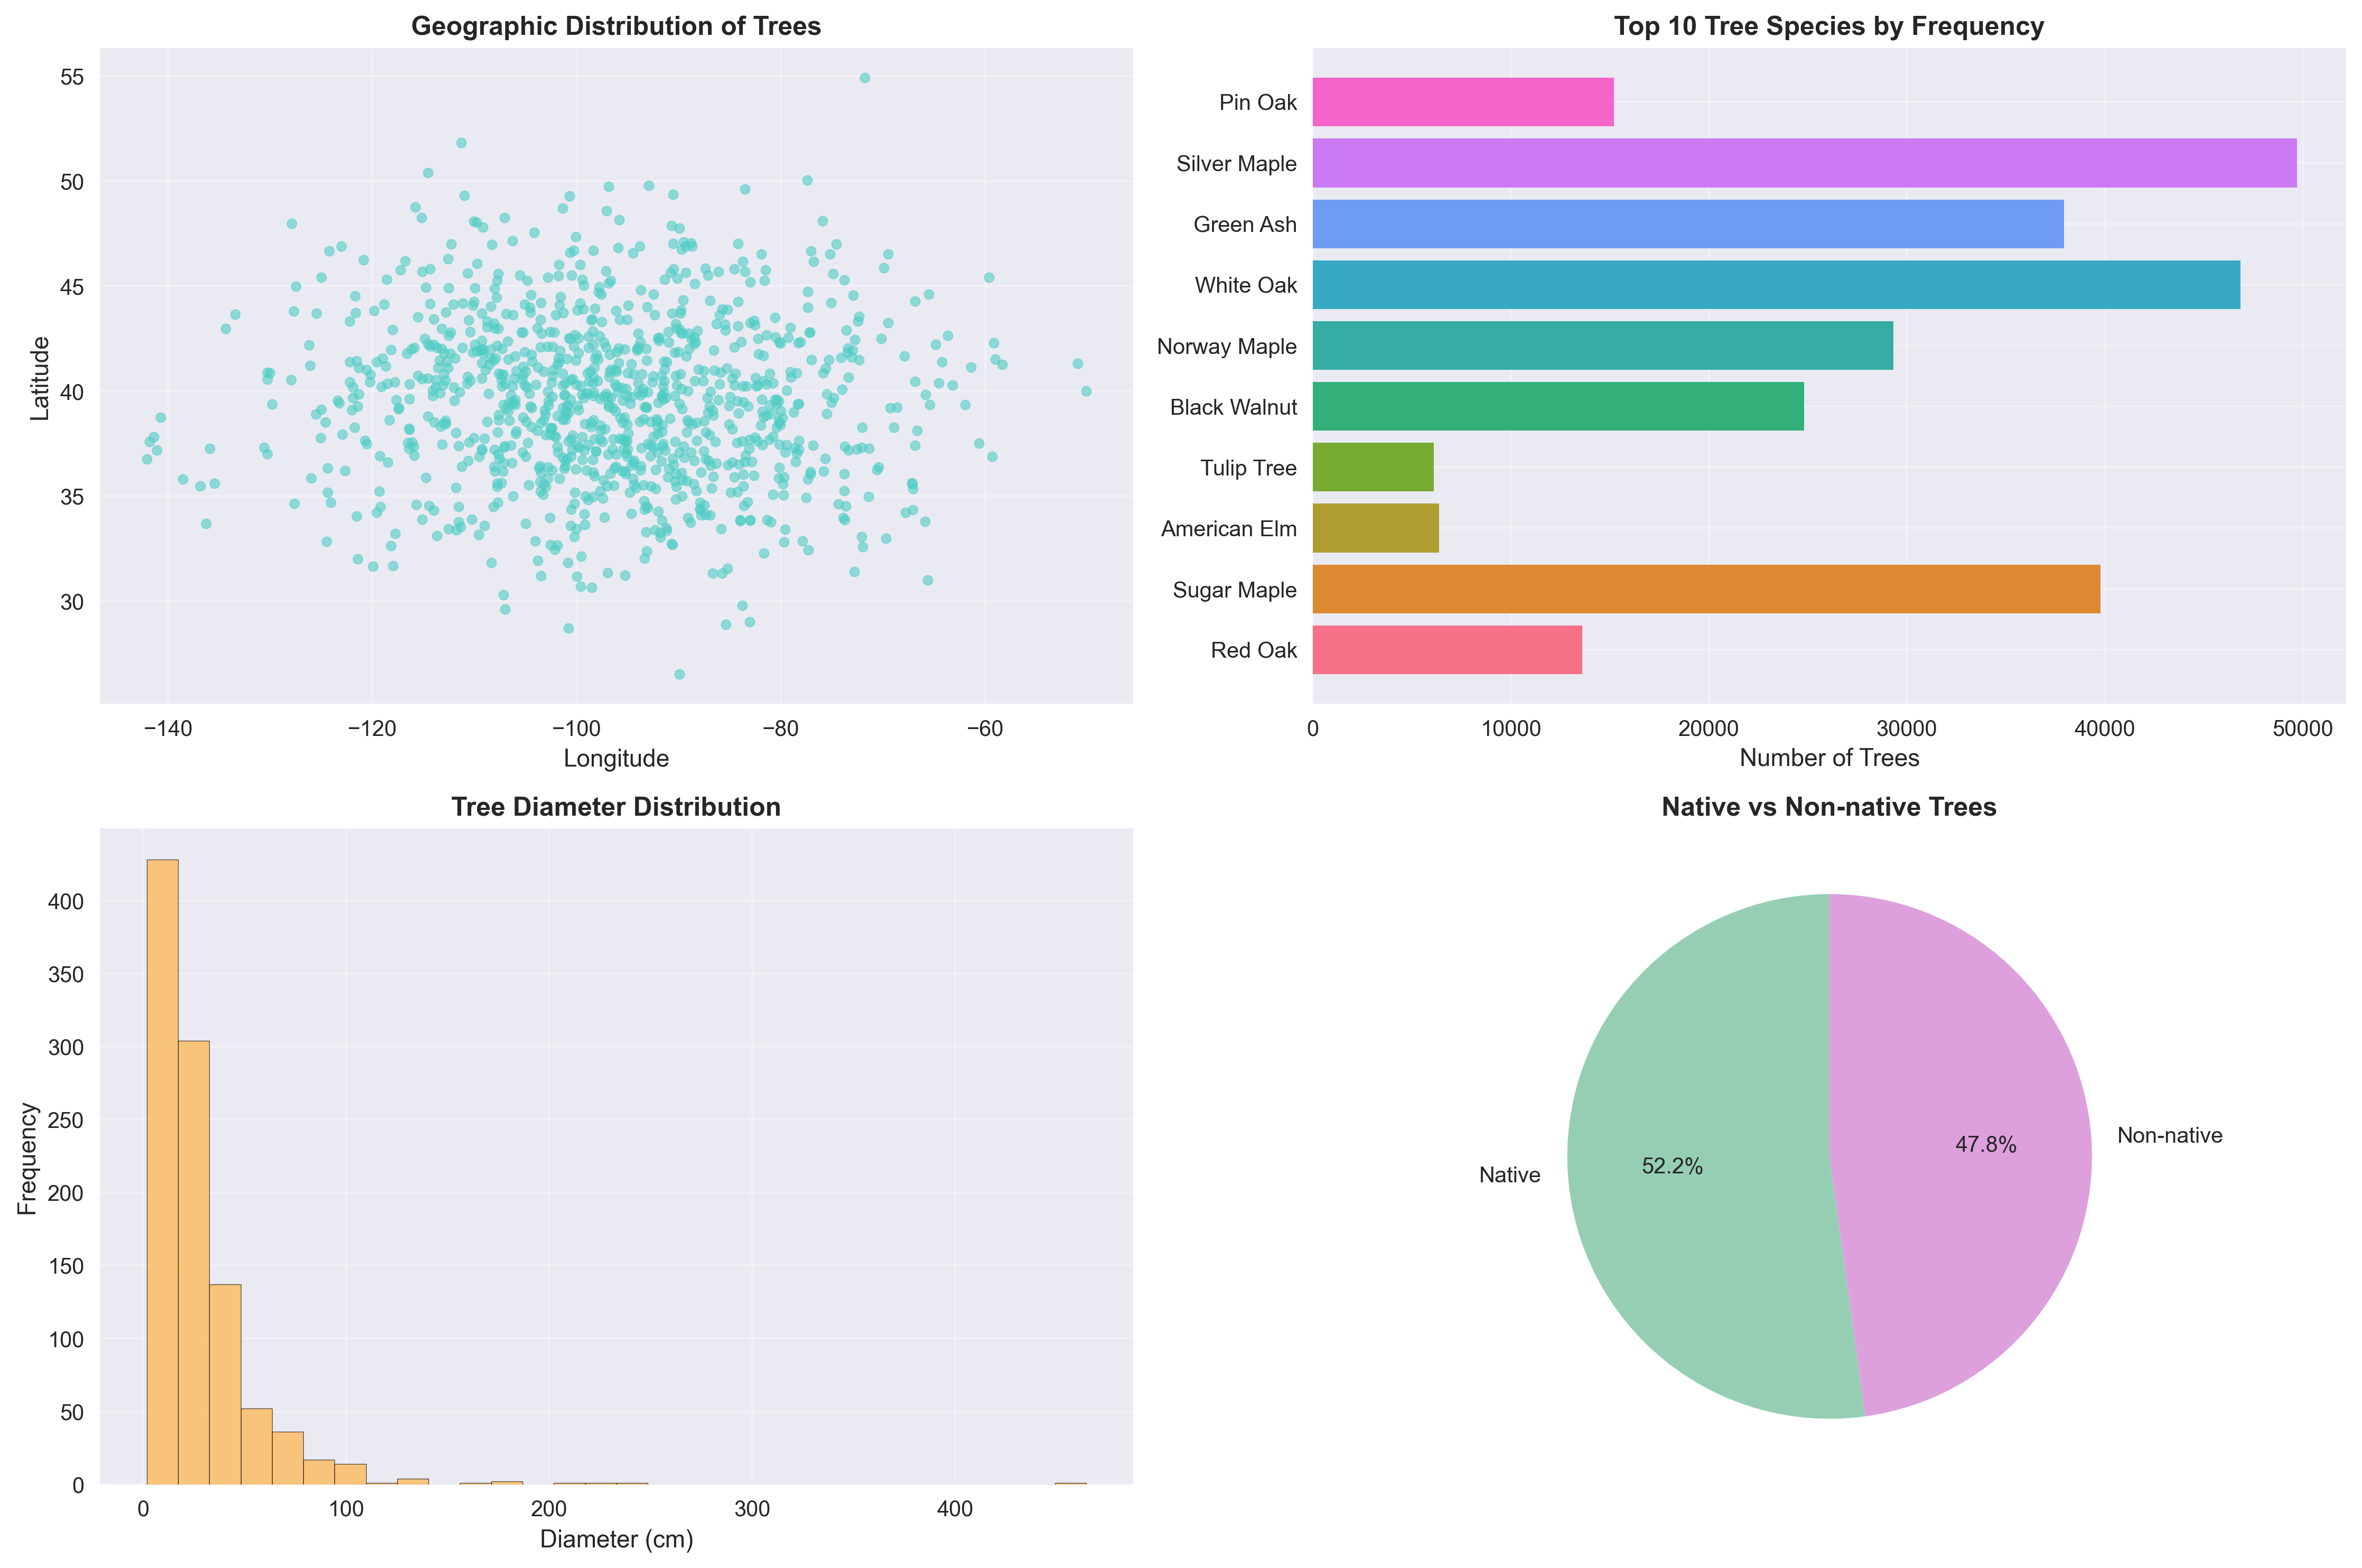 Geographic Distribution of Trees
55
50
45
40
35
30
Latitude
−140
−120
−100
−80
−60
Longitude
Top 10 Tree Species by Frequency
Pin Oak
Silver Maple
Green Ash
White Oak
Norway Maple
Black Walnut
Tulip Tree
American Elm
Sugar Maple
Red Oak
0
10000
20000
30000
40000
50000
Number of Trees
Tree Diameter Distribution
400
350
300
250
200
150
100
50
0
Frequency
0
100
200
300
400
Diameter (cm)
Native vs Non-native Trees
Native
52.2%
47.8%
Non-native